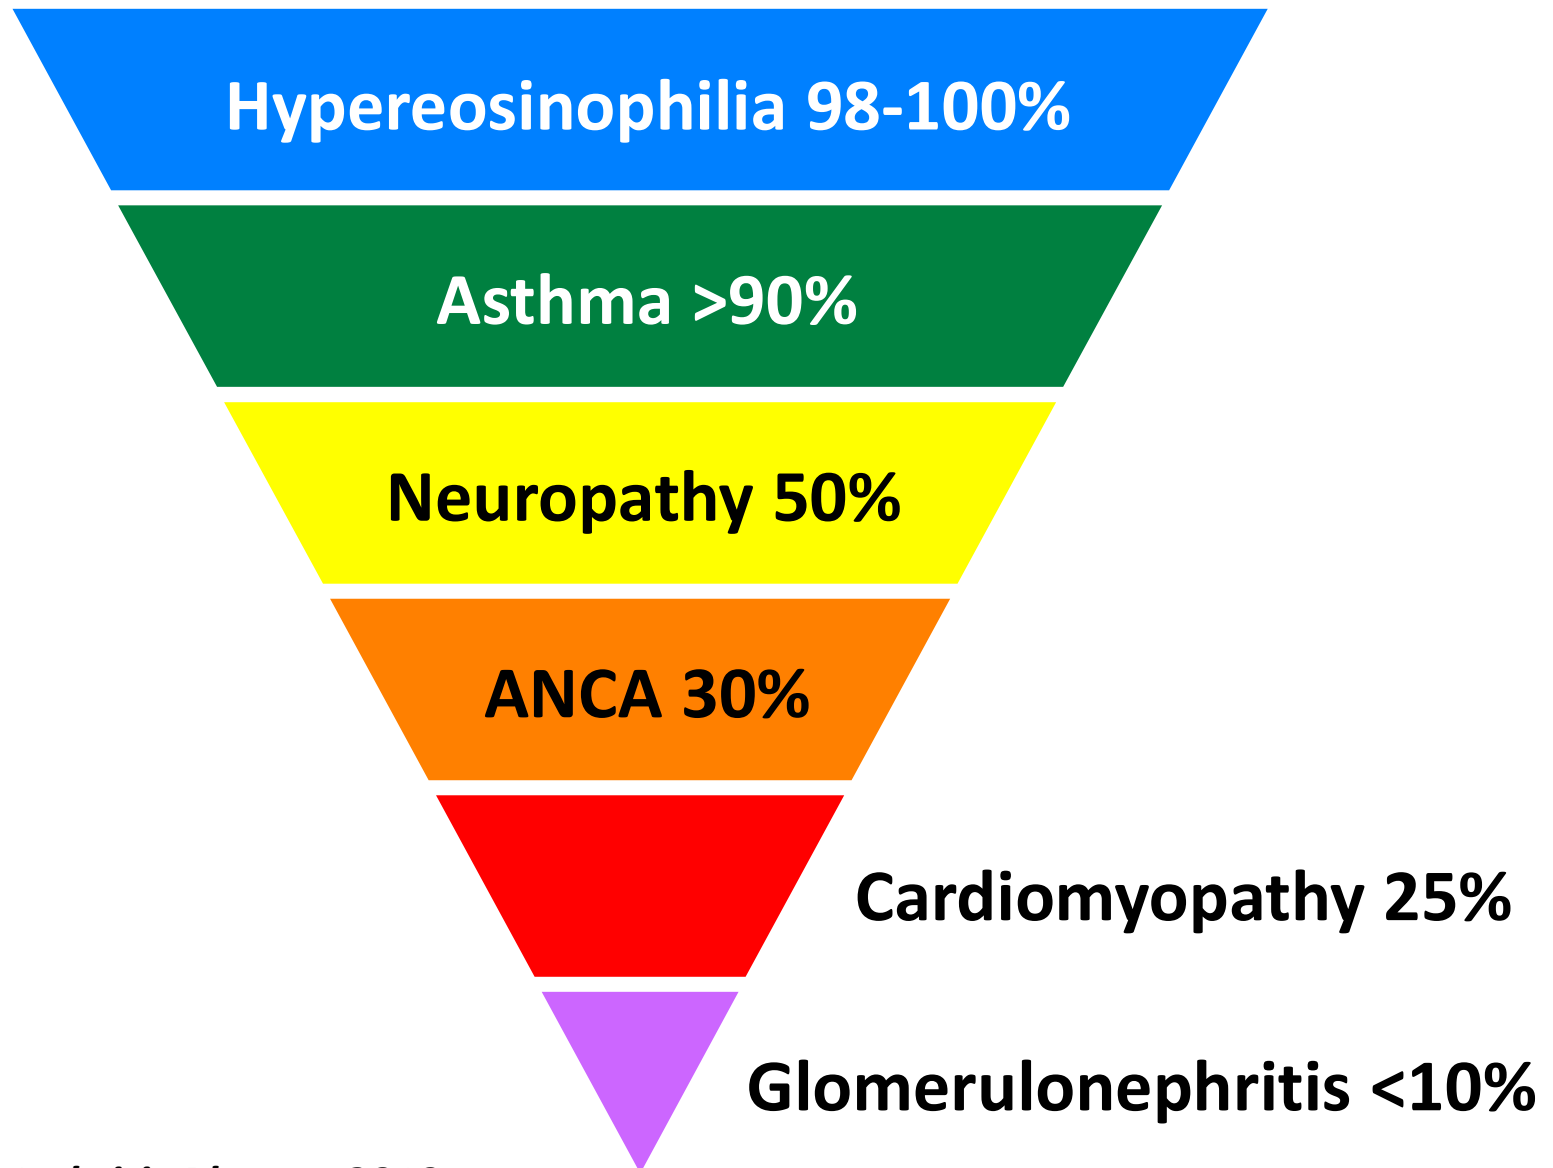 Hypereosinophilia 98-100%
Asthma >90%
Neuropathy 50%
ANCA 30%
Cardiomyopathy 25%
Glomerulonephritis <10%